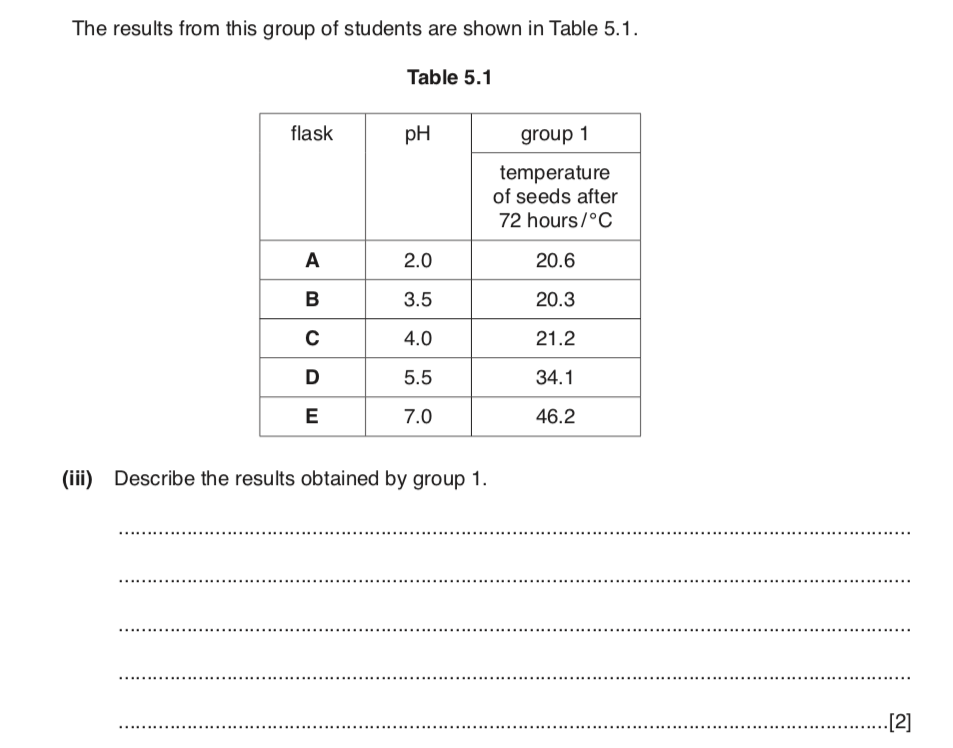 The results from this group of students are shown in Table 5.1.
Table 5.1
flask pH group 1
temperature
of seeds after
72 hours / °C
A 2.0 20.6
B 3.5 20.3
C 4.0 21.2
D 5.5 34.1
E 7.0 46.2
(iii) Describe the results obtained by group 1.
[2]